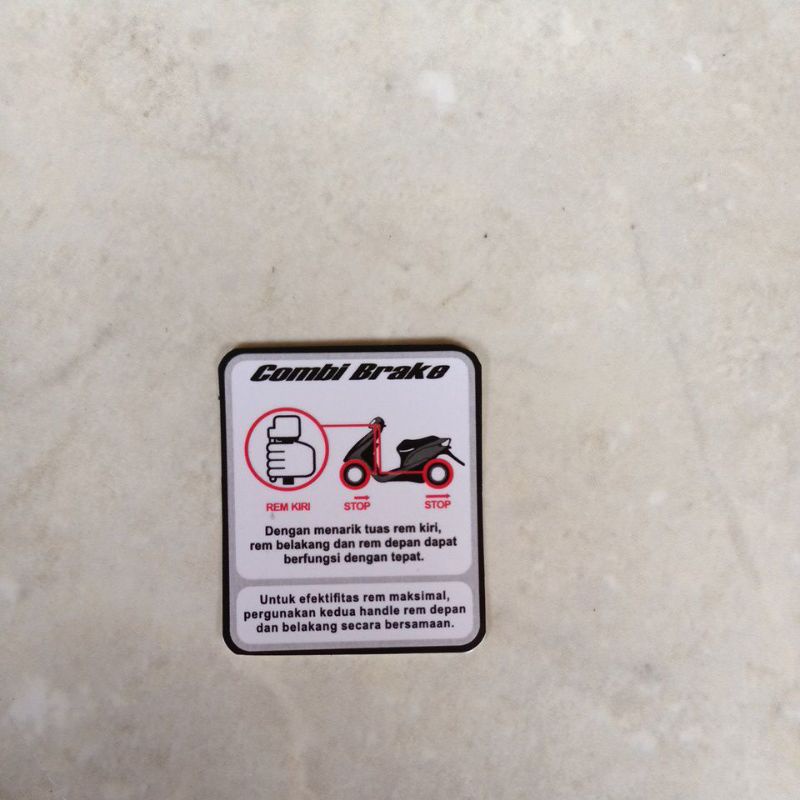 Combi Brake
REM KIRI
STOP
STOP
Dengan menarik tuas rem kiri,
rem belakang dan rem depan dapat
berfungsi dengan tepat.
Untuk efektifitas rem maksimal,
pergunakan kedua handle rem depan
dan belakang secara bersamaan.